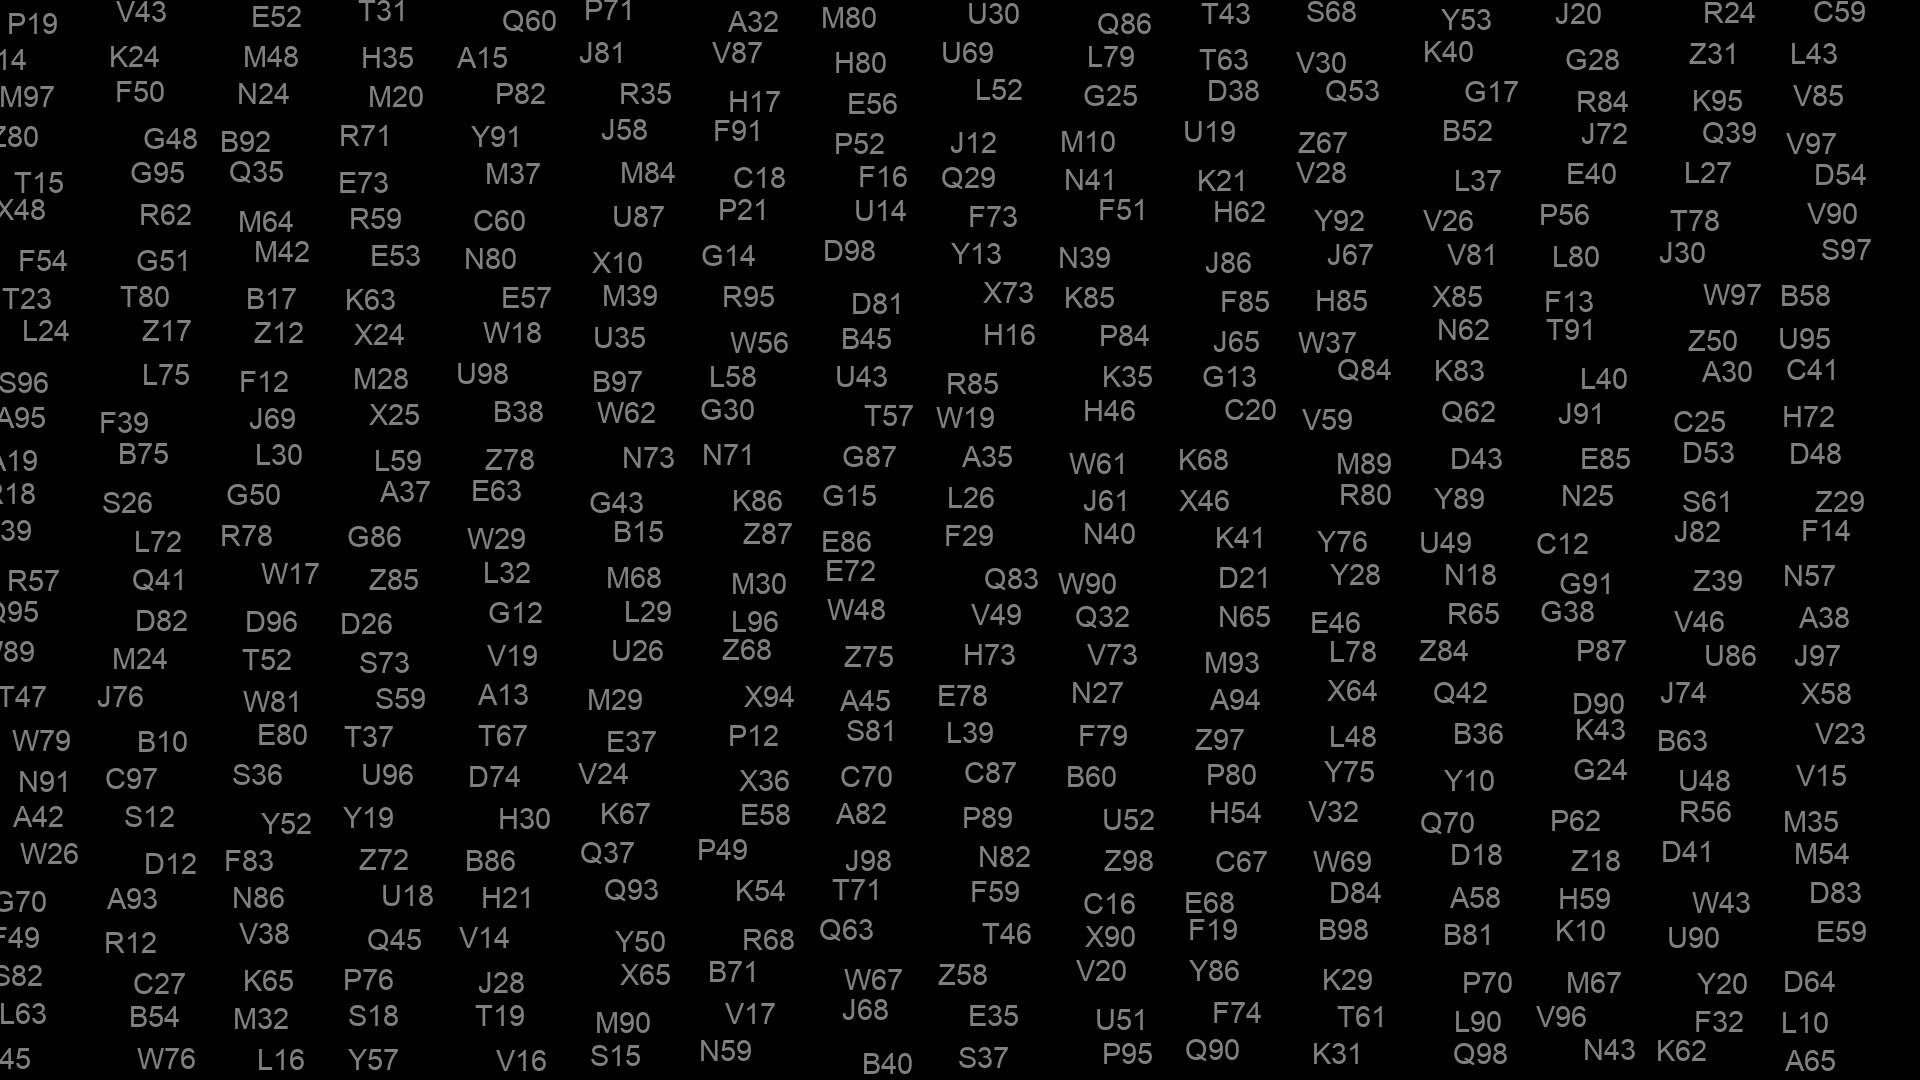 P19 V43 E52 T31 Q60 P71 A32 M80 U30 Q86 T43 S68 Y53 J20 R24 C59
14 K24 M48 H35 A15 J81 V87 H80 U69 L79 T63 V30 K40 G28 Z31 L43
M97 F50 N24 M20 P82 R35 H17 E56 L52 G25 D38 Q53 G17 R84 K95 V85
Z80 G48 B92 R71 Y91 J58 F91 P52 J12 M10 U19 Z67 B52 J72 Q39 V97
T15 G95 Q35 E73 M37 M84 C18 F16 Q29 N41 K21 V28 L37 E40 L27 D54
X48 R62 M64 R59 C60 U87 P21 U14 F73 F51 H62 Y92 V26 P56 T78 V90
F54 G51 M42 E53 N80 X10 G14 D98 Y13 N39 J86 J67 V81 L80 J30 S97
T23 T80 B17 K63 E57 M39 R95 D81 X73 K85 F85 H85 X85 F13 W97 B58
L24 Z17 Z12 X24 W18 U35 W56 B45 H16 P84 J65 W37 N62 T91 Z50 U95
S96 L75 F12 M28 U98 B97 L58 U43 R85 K35 G13 Q84 K83 L40 A30 C41
A95 F39 J69 X25 B38 W62 G30 T57 W19 H46 C20 V59 Q62 J91 C25 H72
A19 B75 L30 L59 Z78 N73 N71 G87 A35 W61 K68 M89 D43 E85 D53 D48
R18 S26 G50 A37 E63 G43 K86 G15 L26 J61 X46 R80 Y89 N25 S61 Z29
39 L72 R78 G86 W29 B15 Z87 E86 F29 N40 K41 Y76 U49 C12 J82 F14
R57 Q41 W17 Z85 L32 M68 M30 E72 Q83 W90 D21 Y28 N18 G91 Z39 N57
Q95 D82 D96 D26 G12 L29 L96 W48 V49 Q32 N65 E46 R65 G38 V46 A38
W89 M24 T52 S73 V19 U26 Z68 Z75 H73 V73 M93 L78 Z84 P87 U86 J97
T47 J76 W81 S59 A13 M29 X94 A45 E78 N27 A94 X64 Q42 D90 J74 X58
W79 B10 E80 T37 T67 E37 P12 S81 L39 F79 Z97 L48 B36 K43 B63 V23
N91 C97 S36 U96 D74 V24 X36 C70 C87 B60 P80 Y75 Y10 G24 U48 V15
A42 S12 Y52 Y19 H30 K67 E58 A82 P89 U52 H54 V32 Q70 P62 R56 M35
W26 D12 F83 Z72 B86 Q37 P49 J98 N82 Z98 C67 W69 D18 Z18 D41 M54
G70 A93 N86 U18 H21 Q93 K54 T71 F59 C16 E68 D84 A58 H59 W43 D83
F49 R12 V38 Q45 V14 Y50 R68 Q63 T46 X90 F19 B98 B81 K10 U90 E59
S82 C27 K65 P76 J28 X65 B71 W67 Z58 V20 Y86 K29 P70 M67 Y20 D64
L63 B54 M32 S18 T19 M90 V17 J68 E35 U51 F74 T61 L90 V96 F32 L10
45 W76 L16 Y57 V16 S15 N59 B40 S37 P95 Q90 K31 Q98 N43 K62 A65